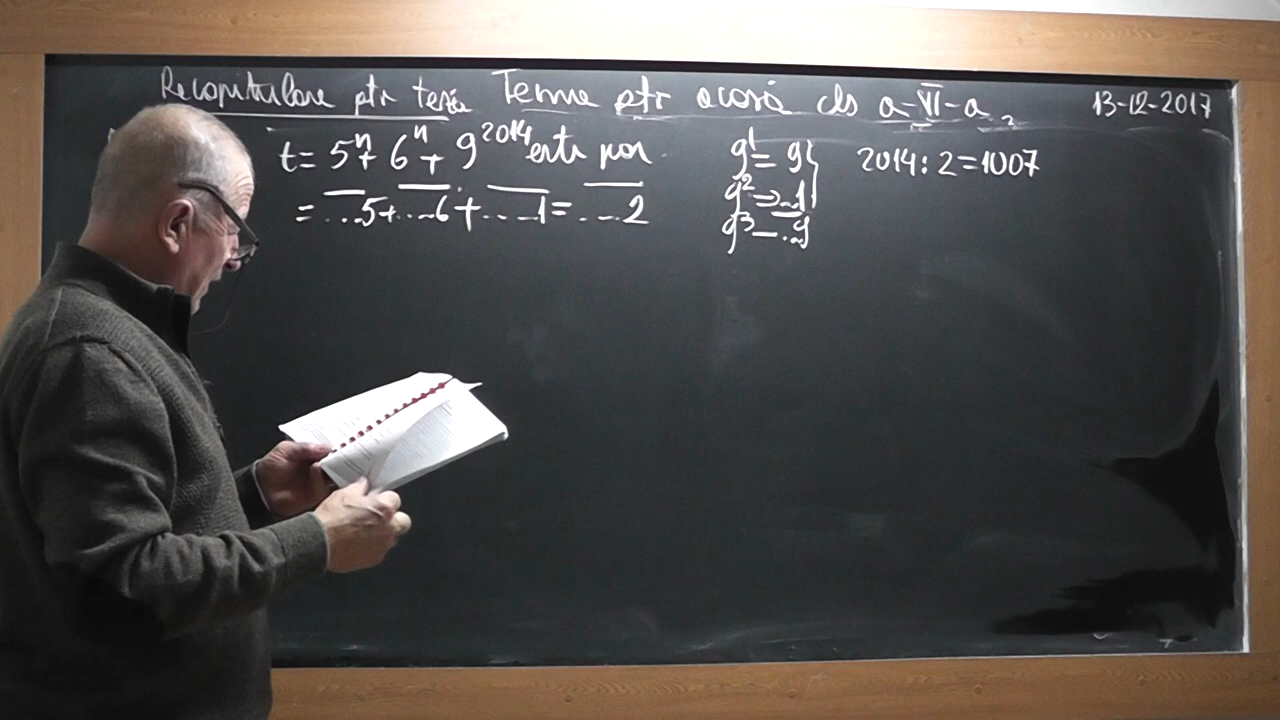 Recapitulare ptr teză Teme ptr acasă cls a-VI-a 13-12-2017
t= 5ⁿ+ 6ⁿ+ 9²⁰¹⁴ este par
= ...5+...6+...1=...2
9¹= 9
9²=...1
9³-...9
2014:2=1007